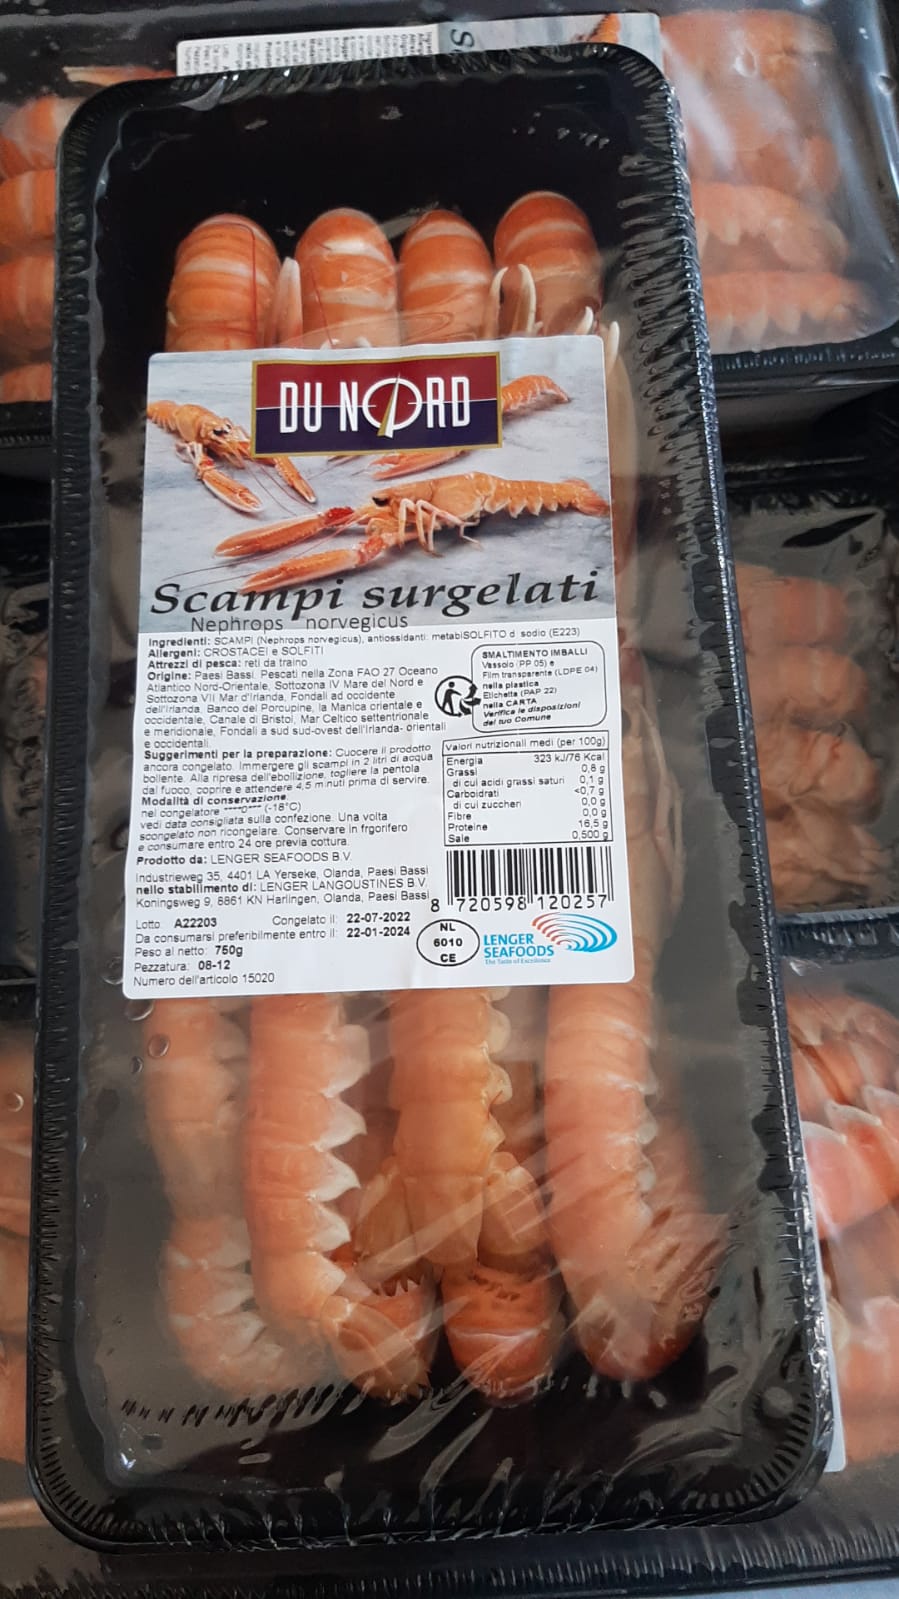 DU NORD
Scampi surgelati
Nephrops norvegicus
Ingredienti: SCAMPI (Nephrops norvegicus), antiossidanti: metabiSOLFITO d sodio (E223)
Allergeni: CROSTACEI e SOLFITI
Attrezzi di pesca: reti da traino
Origine: Paesi Bassi. Pescati nella Zona FAO 27 Oceano
Atlantico Nord-Orientale, Sottozona IV Mare del Nord e
Sottozona VII Mar d'Irlanda, Fondali ad occidente
dell'Irlanda, Banco del Porcupine, la Manica orientale e
occidentale, Canale di Bristol, Mar Celtico settentrionale
e meridionale, Fondali a sud sud-ovest dell'Irlanda- orientali
e occidentali.
Suggerimenti per la preparazione: Cuocere il prodotto
ancora congelato. Immergere gli scampi in 2 litri di acqua
bollente. Alla ripresa dell'ebollizione, togliere la pentola
dal fuoco, coprire e attendere 4,5 minuti prima di servire.
Modalità di conservazione:
nel congelatore ****o*** (-18°C)
vedi data consigliata sulla confezione. Una volta
scongelato non ricongelare. Conservare in frgorifero
e consumare entro 24 ore previa cottura.
Prodotto da: LENGER SEAFOODS B.V.
Industrieweg 35, 4401 LA Yerseke, Olanda, Paesi Bassi
nello stabilimento di: LENGER LANGOUSTINES B.V.
Koningsweg 9, 8861 KN Harlingen, Olanda, Paesi Bassi
Lotto A22203 Congelato il: 22-07-2022
Da consumarsi preferibilmente entro il: 22-01-2024
Peso al netto: 750g
Pezzatura: 08-12
Numero dell'articolo 15020
SMALTIMENTO IMBALLI
Vassoio (PP 05) e
Film transparente (LDPE 04)
nella plastica
Etichetta (PAP 22)
nella CARTA
Verifica le disposizioni
del tuo Comune
Valori nutrizionali medi (per 100g)
Energia 323 kJ/76 Kcal
Grassi 0,8 g
di cui acidi grassi saturi 0,1 g
Carboidrati <0,7 g
di cui zuccheri 0,0 g
Fibre 0,0 g
Proteine 16,5 g
Sale 0,500 g
8 720598 120257
NL
6010
CE
LENGER
SEAFOODS
The Taste of Excellence